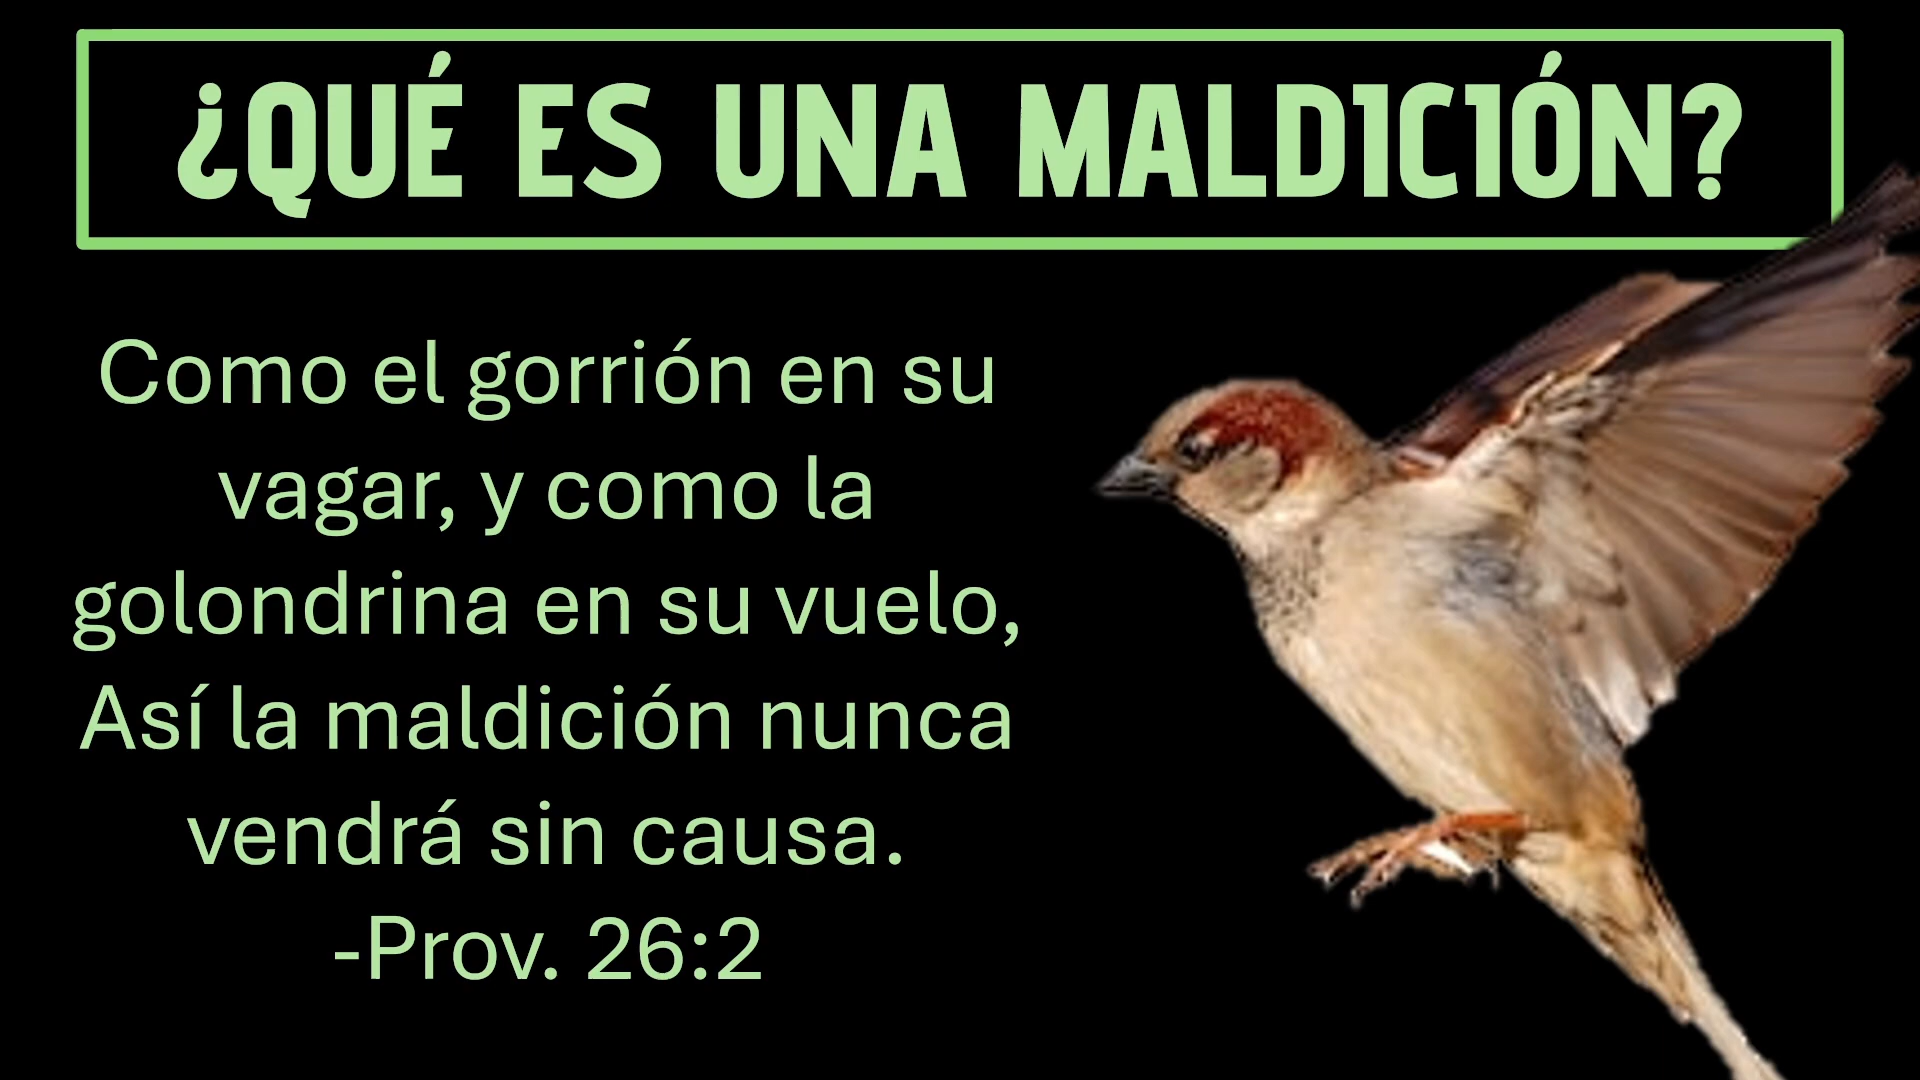 ¿QUÉ ES UNA MALDICIÓN?
Como el gorrión en su
vagar, y como la
golondrina en su vuelo,
Así la maldición nunca
vendrá sin causa.
-Prov. 26:2